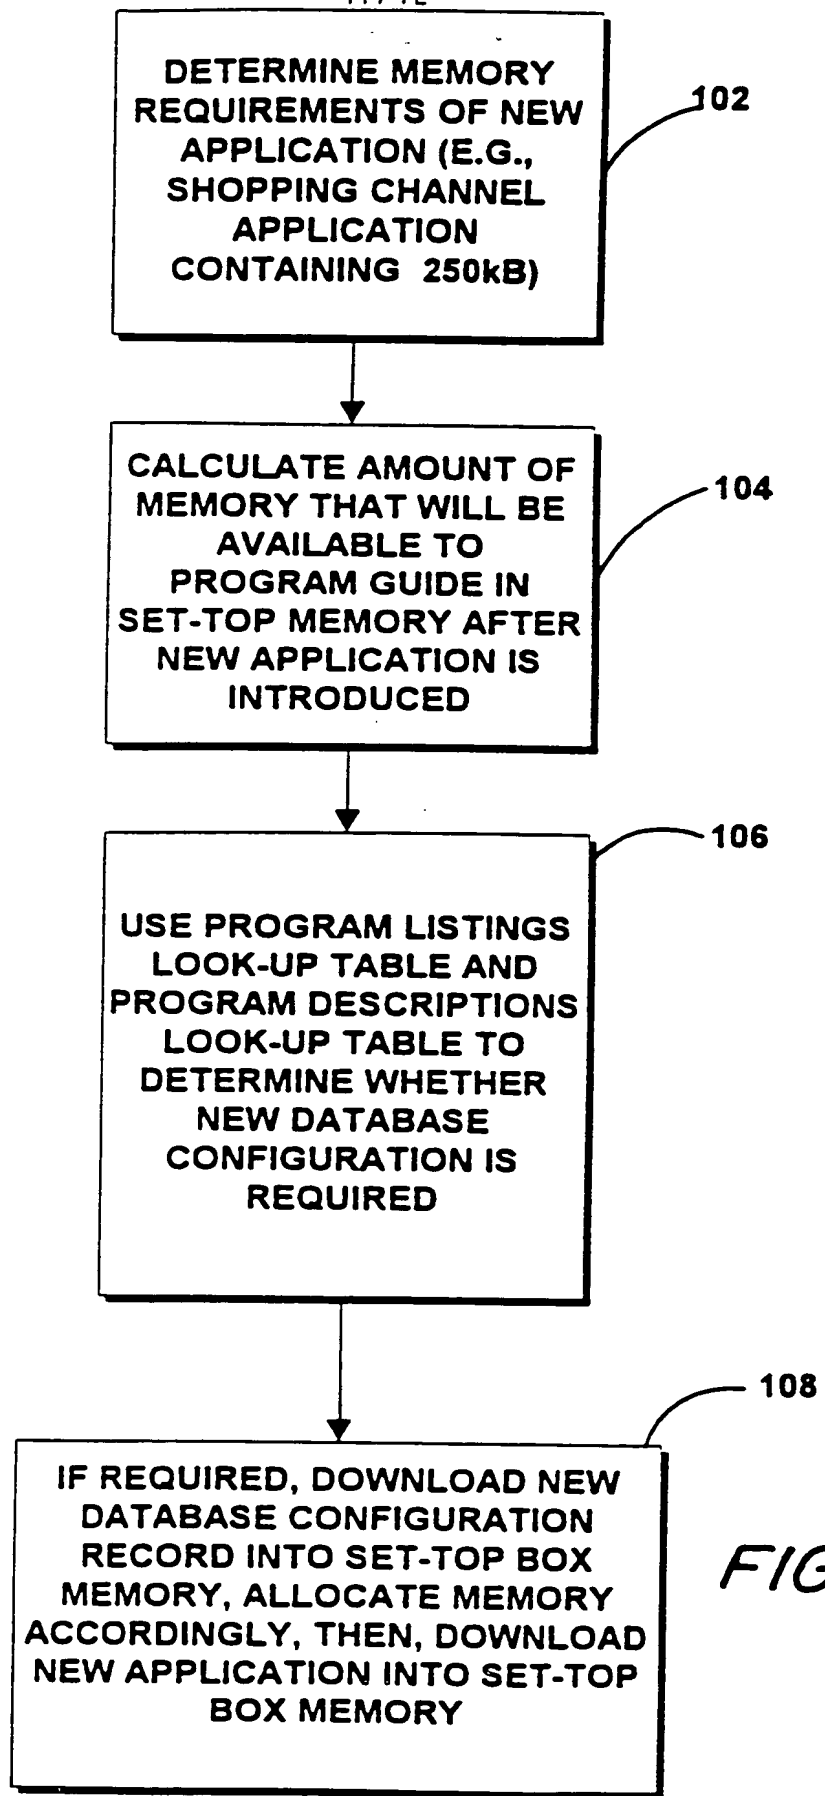 DETERMINE MEMORY
REQUIREMENTS OF NEW
APPLICATION (E.G.,
SHOPPING CHANNEL
APPLICATION
CONTAINING 250kB)
102
CALCULATE AMOUNT OF
MEMORY THAT WILL BE
AVAILABLE TO
PROGRAM GUIDE IN
SET-TOP MEMORY AFTER
NEW APPLICATION IS
INTRODUCED
104
USE PROGRAM LISTINGS
LOOK-UP TABLE AND
PROGRAM DESCRIPTIONS
LOOK-UP TABLE TO
DETERMINE WHETHER
NEW DATABASE
CONFIGURATION IS
REQUIRED
106
IF REQUIRED, DOWNLOAD NEW
DATABASE CONFIGURATION
RECORD INTO SET-TOP BOX
MEMORY, ALLOCATE MEMORY
ACCORDINGLY, THEN, DOWNLOAD
NEW APPLICATION INTO SET-TOP
BOX MEMORY
108
FIG